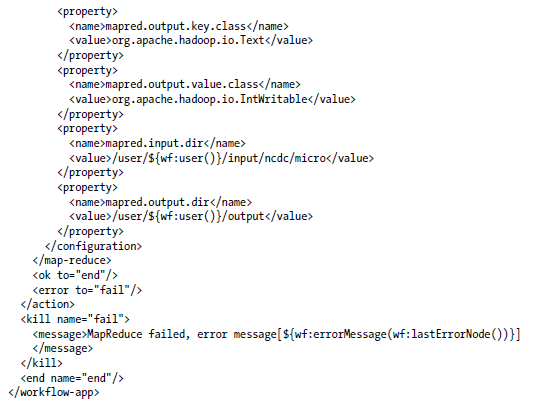 <property>
<name>mapred.output.key.class</name>
<value>org.apache.hadoop.io.Text</value>
</property>
<property>
<name>mapred.output.value.class</name>
<value>org.apache.hadoop.io.IntWritable</value>
</property>
<property>
<name>mapred.input.dir</name>
<value>/user/${wf:user()}/input/ncdc/micro</value>
</property>
<property>
<name>mapred.output.dir</name>
<value>/user/${wf:user()}/output</value>
</property>
</configuration>
</map-reduce>
<ok to="end"/>
<error to="fail"/>
</action>
<kill name="fail">
<message>MapReduce failed, error message[${wf:errorMessage(wf:lastErrorNode())}]
</message>
</kill>
<end name="end"/>
</workflow-app>